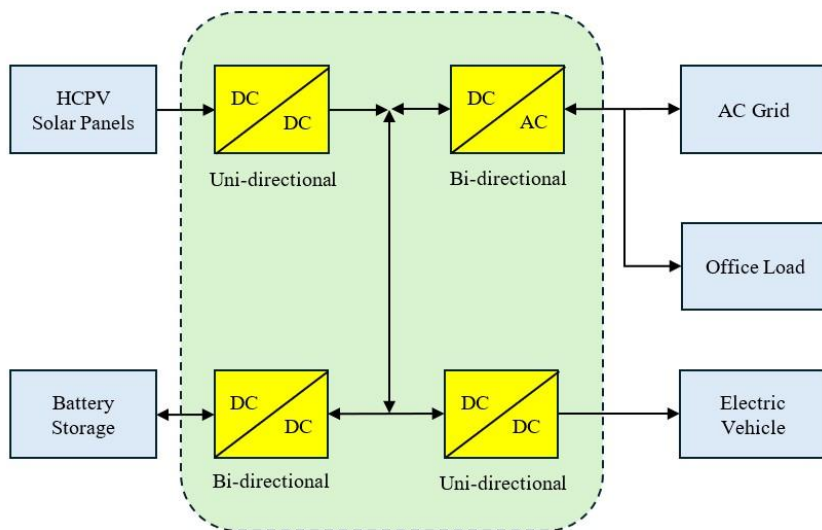 HCPV
Solar Panels
DC
DC
Uni-directional
DC
AC
Bi-directional
AC Grid
Office Load
Battery
Storage
DC
DC
Bi-directional
DC
DC
Uni-directional
Electric
Vehicle